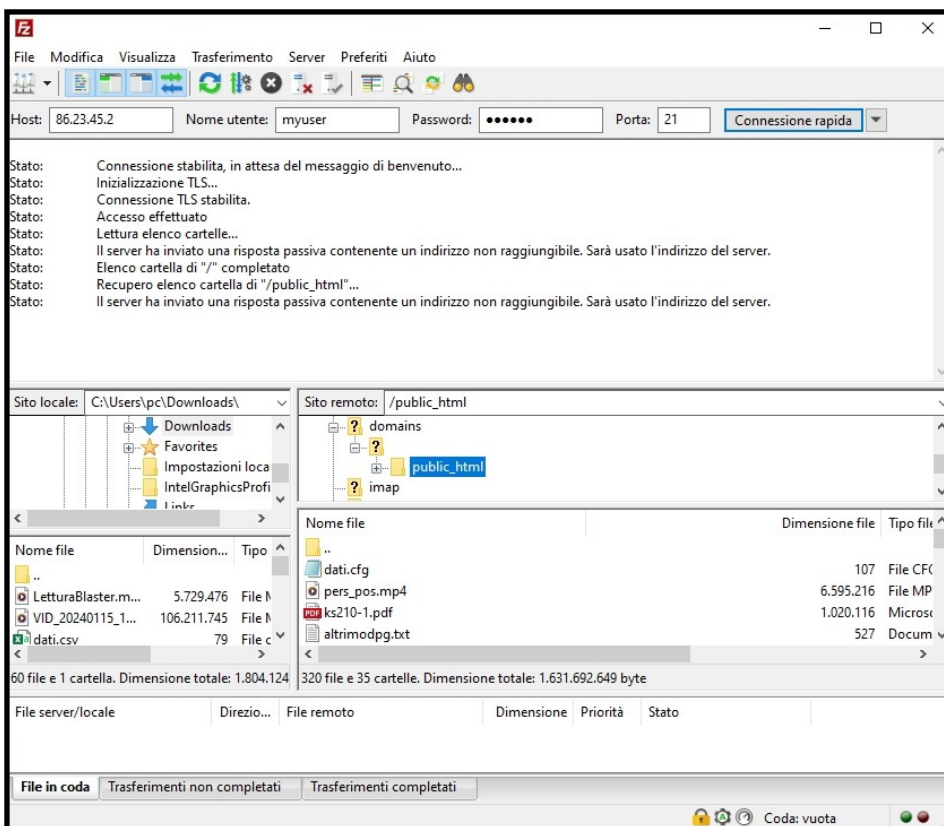 Fz
File Modifica Visualizza Trasferimento Server Preferiti Aiuto
Host: 86.23.45.2 Nome utente: myuser Password: ●●●●●● Porta: 21 Connessione rapida
Stato: Connessione stabilita, in attesa del messaggio di benvenuto...
Stato: Inizializzazione TLS...
Stato: Connessione TLS stabilita.
Stato: Accesso effettuato
Stato: Lettura elenco cartelle...
Stato: Il server ha inviato una risposta passiva contenente un indirizzo non raggiungibile. Sarà usato l'indirizzo del server.
Stato: Elenco cartella di "/" completato
Stato: Recupero elenco cartella di "/public_html"...
Stato: Il server ha inviato una risposta passiva contenente un indirizzo non raggiungibile. Sarà usato l'indirizzo del server.
Sito locale: C:\Users\pc\Downloads\
Downloads
Favorites
Impostazioni loca
IntelGraphicsProfi
Links
Nome file Dimension... Tipo
..
LetturaBlaster.m... 5.729.476 File M
VID_20240115_1... 106.211.745 File M
dati.csv 79 File c
60 file e 1 cartella. Dimensione totale: 1.804.124
Sito remoto: /public_html
? domains
?
public_html
? imap
Nome file Dimensione file Tipo file
..
dati.cfg 107 File CFG
pers_pos.mp4 6.595.216 File MP
PDF ks210-1.pdf 1.020.116 Microso
altrimodpg.txt 527 Docum
320 file e 35 cartelle. Dimensione totale: 1.631.692.649 byte
File server/locale Direzio... File remoto Dimensione Priorità Stato
File in coda Trasferimenti non completati Trasferimenti completati
Coda: vuota